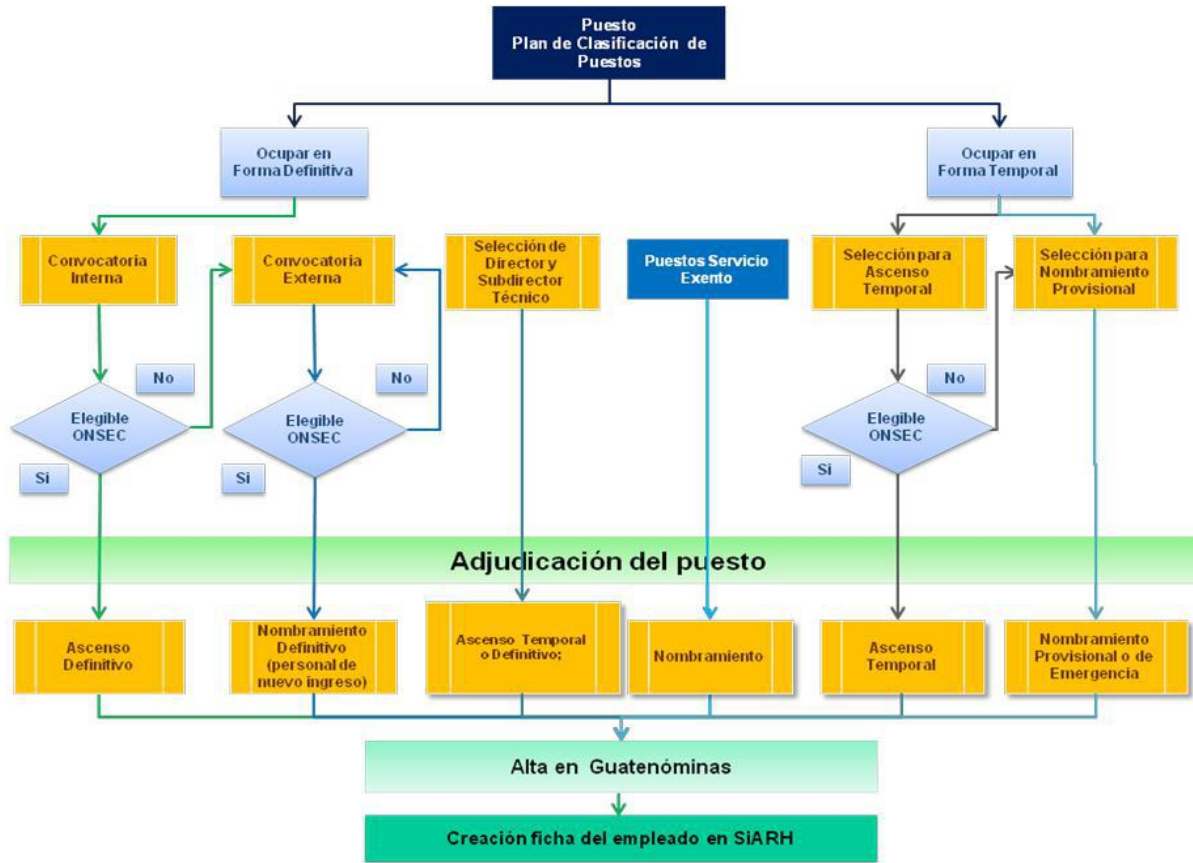 Puesto
Plan de Clasificación de
Puestos
Ocupar en
Forma Definitiva
Ocupar en
Forma Temporal
Convocatoria
Interna
Convocatoria
Externa
Selección de
Director y
Subdirector
Técnico
Puestos Servicio
Exento
Selección para
Ascenso
Temporal
Selección para
Nombramiento
Provisional
No
No
No
Elegible
ONSEC
Elegible
ONSEC
Elegible
ONSEC
Si
Si
Si
Adjudicación del puesto
Ascenso
Definitivo
Nombramiento
Definitivo
(personal de
nuevo ingreso)
Ascenso Temporal
o Definitivo;
Nombramiento
Ascenso
Temporal
Nombramiento
Provisional o de
Emergencia
Alta en Guatenóminas
Creación ficha del empleado en SiARH